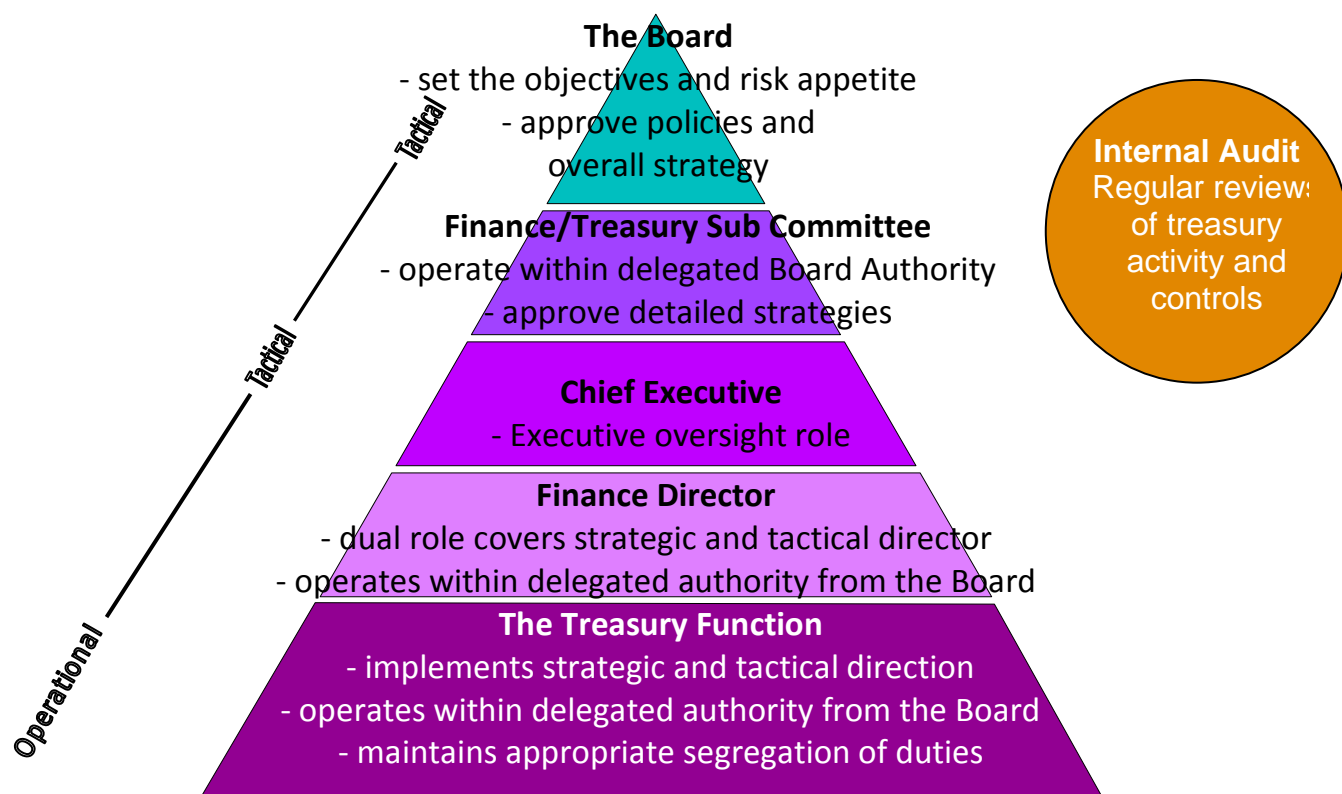 The Board
- set the objectives and risk appetite
- approve policies and
overall strategy
Finance/Treasury Sub Committee
- operate within delegated Board Authority
- approve detailed strategies
Chief Executive
- Executive oversight role
Finance Director
- dual role covers strategic and tactical director
- operates within delegated authority from the Board
The Treasury Function
- implements strategic and tactical direction
- operates within delegated authority from the Board
- maintains appropriate segregation of duties
Tactical
Tactical
Operational
Internal Audit
Regular reviews
of treasury
activity and
controls